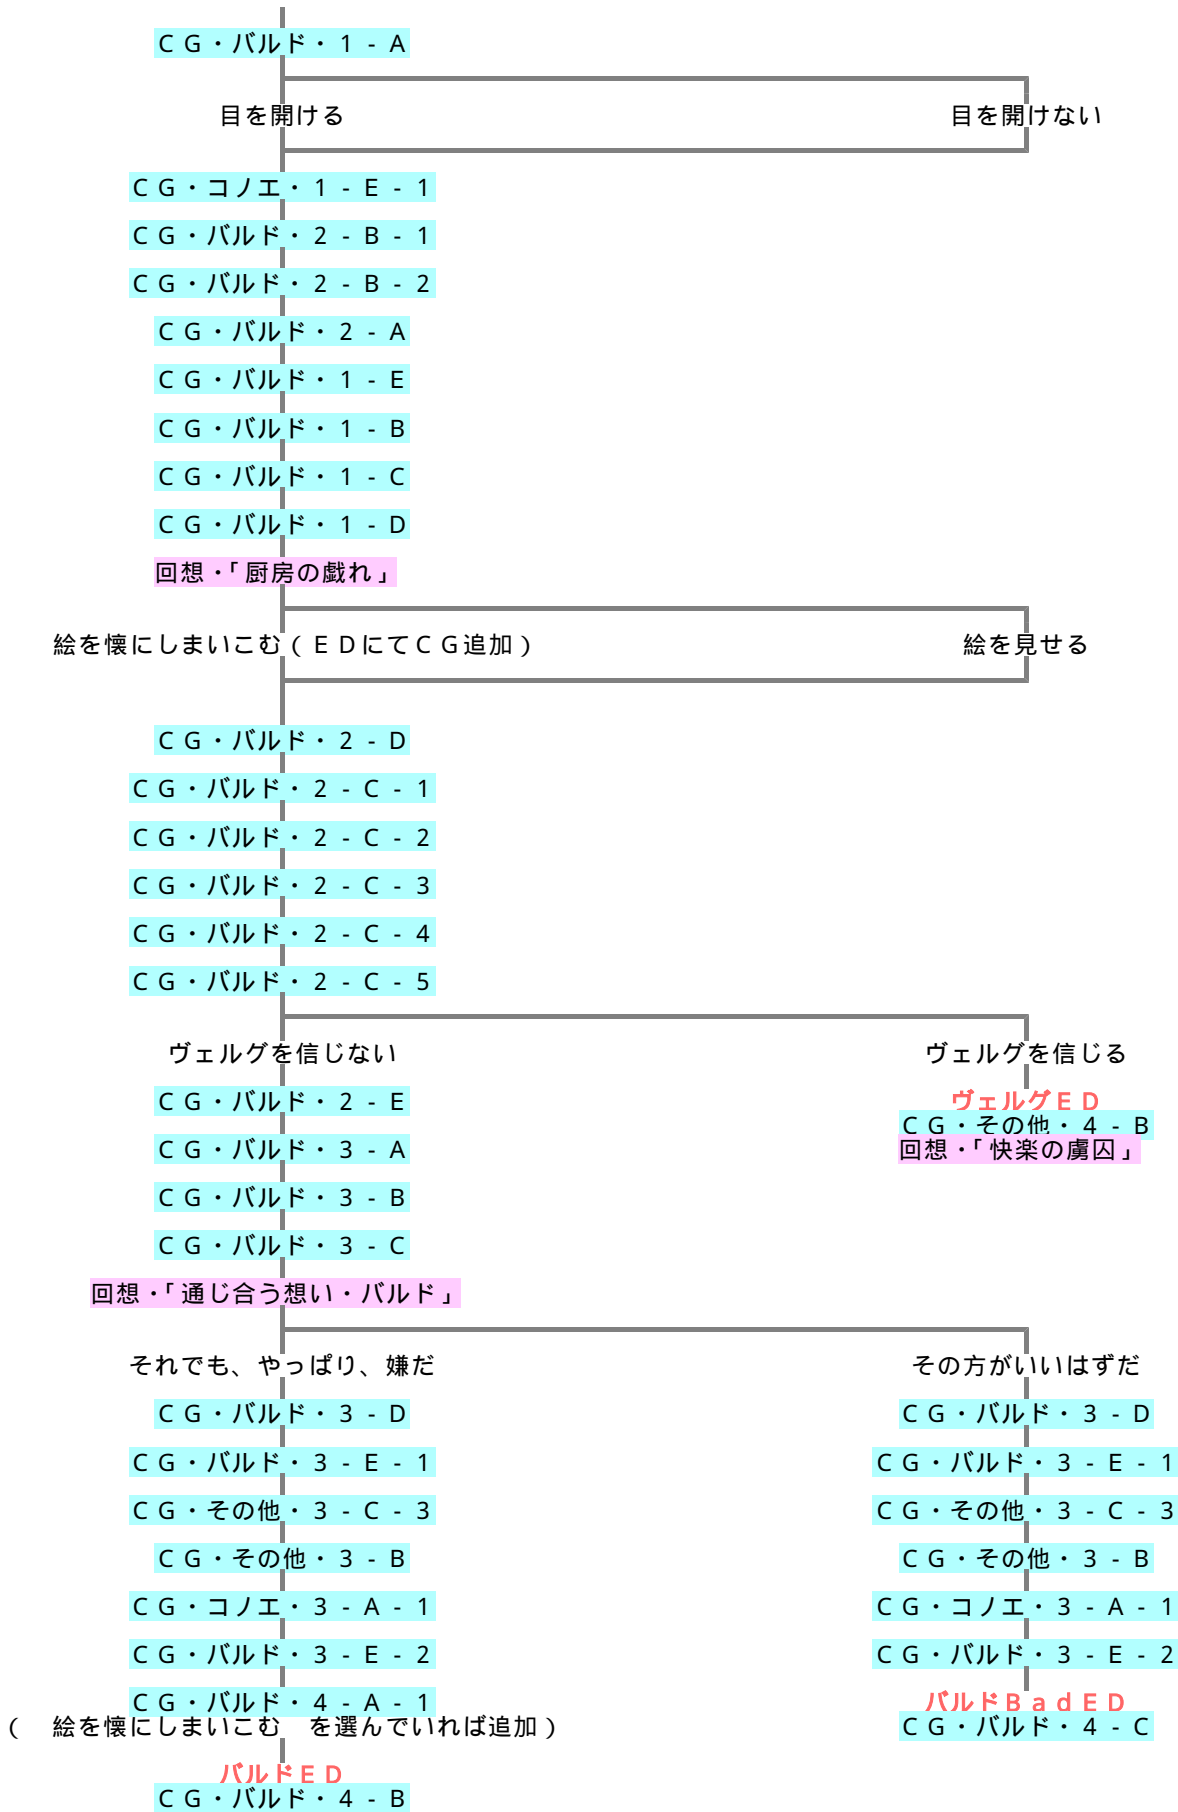 ＣＧ・バルド・１‐Ａ
目を開ける
目を開けない
ＣＧ・コノエ・１‐Ｅ‐１
ＣＧ・バルド・２‐Ｂ‐１
ＣＧ・バルド・２‐Ｂ‐２
ＣＧ・バルド・２‐Ａ
ＣＧ・バルド・１‐Ｅ
ＣＧ・バルド・１‐Ｂ
ＣＧ・バルド・１‐Ｃ
ＣＧ・バルド・１‐Ｄ
回想・「厨房の戯れ」
絵を懐にしまいこむ（ＥＤにてＣＧ追加）
絵を見せる
ＣＧ・バルド・２‐Ｄ
ＣＧ・バルド・２‐Ｃ‐１
ＣＧ・バルド・２‐Ｃ‐２
ＣＧ・バルド・２‐Ｃ‐３
ＣＧ・バルド・２‐Ｃ‐４
ＣＧ・バルド・２‐Ｃ‐５
ヴェルグを信じない
ヴェルグを信じる
ＣＧ・バルド・２‐Ｅ
ヴェルグＥＤ
ＣＧ・その他・４‐Ｂ
回想・「快楽の虜囚」
ＣＧ・バルド・３‐Ａ
ＣＧ・バルド・３‐Ｂ
ＣＧ・バルド・３‐Ｃ
回想・「通じ合う想い・バルド」
それでも、やっぱり、嫌だ
ＣＧ・バルド・３‐Ｄ
ＣＧ・バルド・３‐Ｅ‐１
ＣＧ・その他・３‐Ｃ‐３
ＣＧ・その他・３‐Ｂ
ＣＧ・コノエ・３‐Ａ‐１
ＣＧ・バルド・３‐Ｅ‐２
ＣＧ・バルド・４‐Ａ‐１
（　絵を懐にしまいこむ　を選んでいれば追加）
バルドＥＤ
ＣＧ・バルド・４‐Ｂ
その方がいいはずだ
ＣＧ・バルド・３‐Ｄ
ＣＧ・バルド・３‐Ｅ‐１
ＣＧ・その他・３‐Ｃ‐３
ＣＧ・その他・３‐Ｂ
ＣＧ・コノエ・３‐Ａ‐１
ＣＧ・バルド・３‐Ｅ‐２
バルドＢａｄＥＤ
ＣＧ・バルド・４‐Ｃ